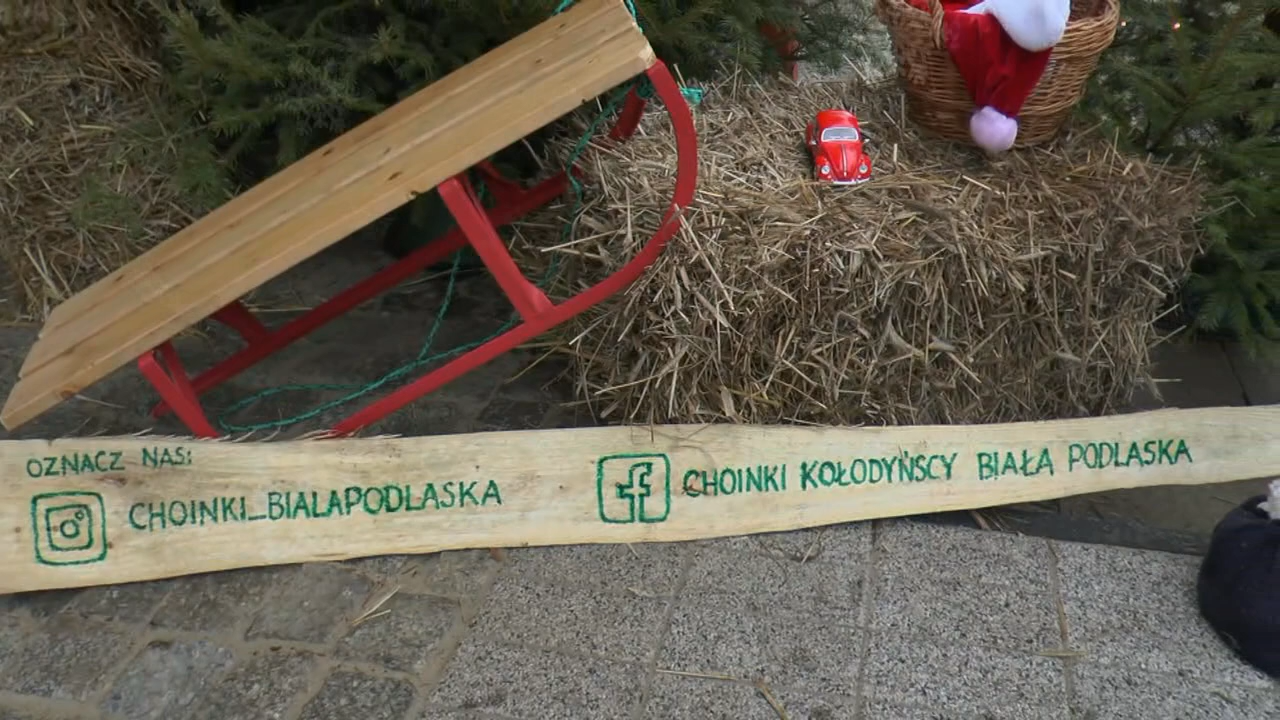 OZNACZ NAS:
CHOINKI_BIALAPODLASKA
CHOINKI KOŁODYŃSCY BIAŁA PODLASKA